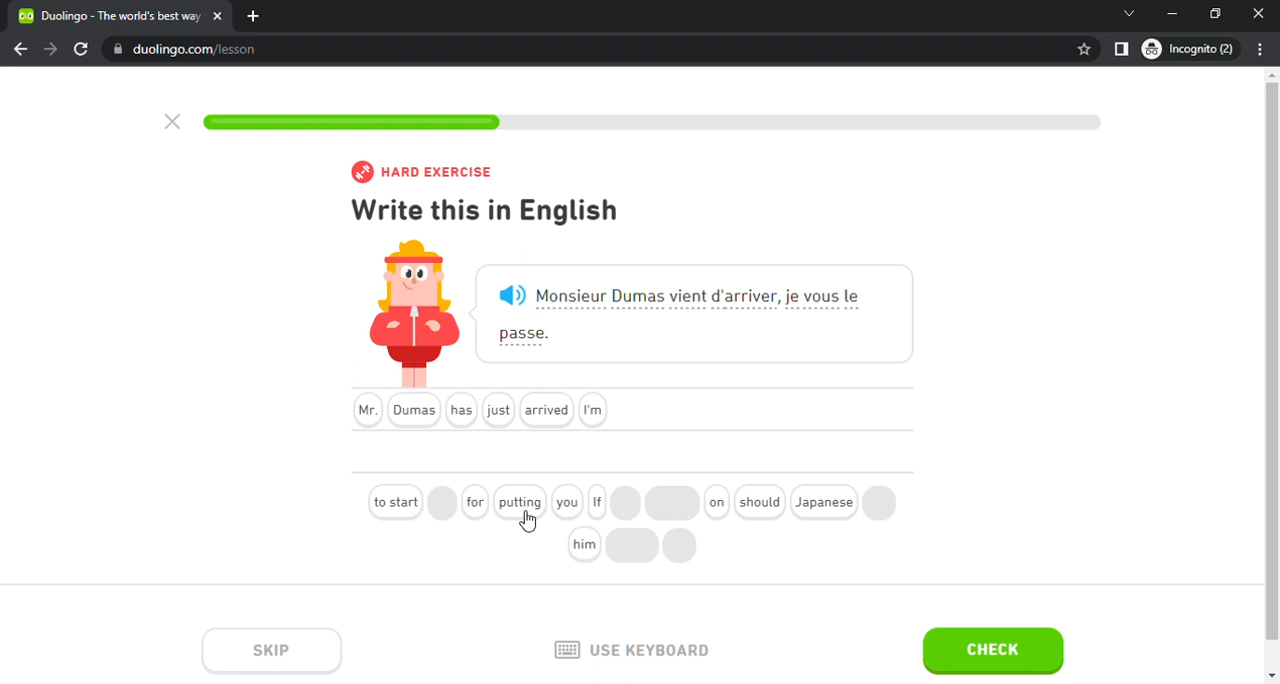 Duolingo - The world's best way
duolingo.com/lesson
Incognito (2)
HARD EXERCISE
Write this in English
Monsieur Dumas vient d'arriver, je vous le
passe.
Mr. Dumas has just arrived I'm
to start for putting you If on should Japanese
him
SKIP USE KEYBOARD CHECK